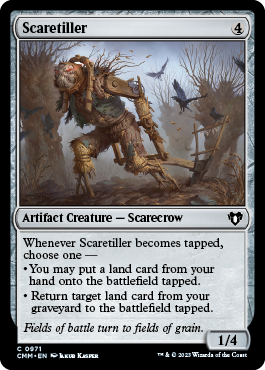 Scaretiller 4
Artifact Creature — Scarecrow
Whenever Scaretiller becomes tapped,
choose one —
•You may put a land card from your
hand onto the battlefield tapped.
• Return target land card from your
graveyard to the battlefield tapped.
Fields of battle turn to fields of grain.
1/4
C 0971
CMM • EN Jakub Kasper
™ & © 2023 Wizards of the Coast